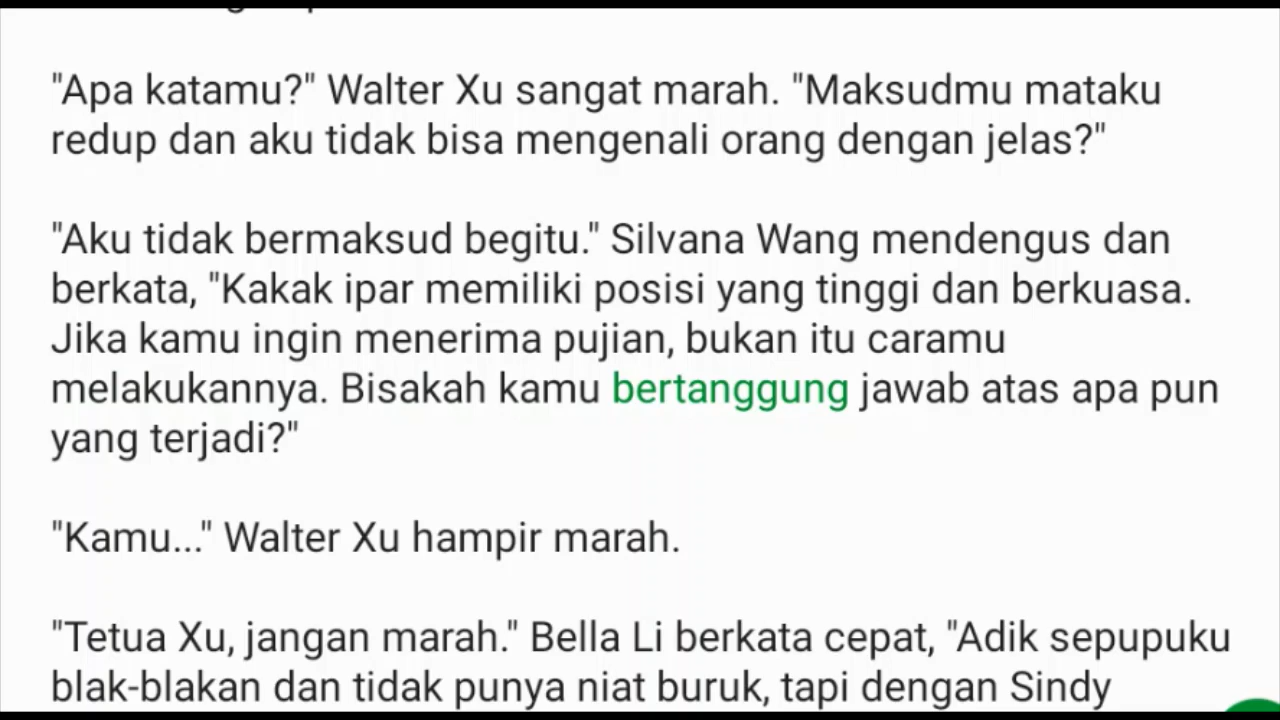 "Apa katamu?" Walter Xu sangat marah. "Maksudmu mataku
redup dan aku tidak bisa mengenali orang dengan jelas?"
"Aku tidak bermaksud begitu." Silvana Wang mendengus dan
berkata, "Kakak ipar memiliki posisi yang tinggi dan berkuasa.
Jika kamu ingin menerima pujian, bukan itu caramu
melakukannya. Bisakah kamu bertanggung jawab atas apa pun
yang terjadi?"
"Kamu..." Walter Xu hampir marah.
"Tetua Xu, jangan marah." Bella Li berkata cepat, "Adik sepupuku
blak-blakan dan tidak punya niat buruk, tapi dengan Sindy